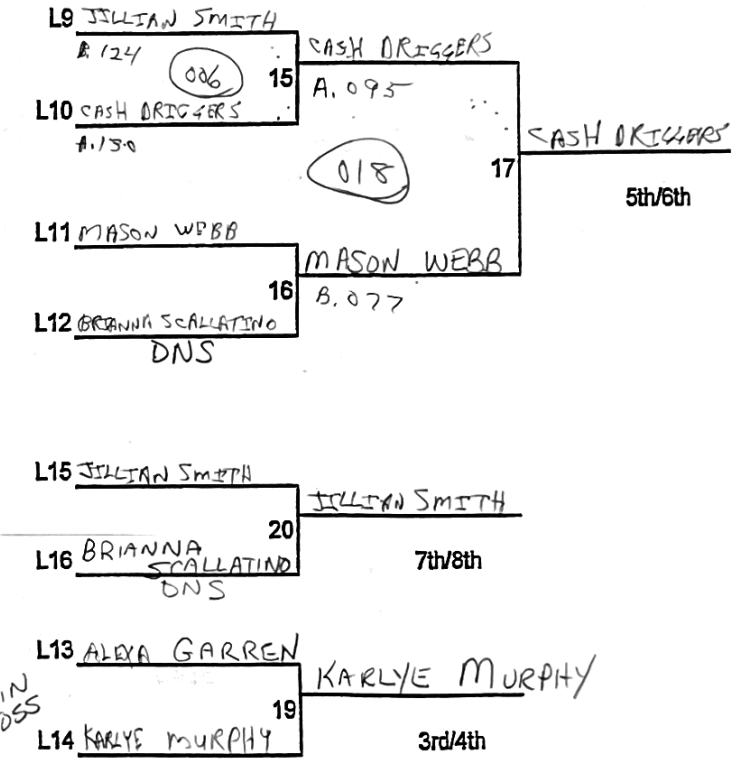 L9 JILLIAN SMITH
B.124
006
15
L10 CASH DRIGGERS
A.130
CASH DRIGGERS
A.095
018
17
CASH DRIGGERS
5th/6th
L11 MASON WEBB
16
MASON WEBB
B.077
L12 BRIANNA SCALLATINO
DNS
L15 JILLIAN SMITH
20
JILLIAN SMITH
7th/8th
L16 BRIANNA
SCALLATINO
DNS
L13 ALEXA GARREN
19
KARLYE MURPHY
3rd/4th
L14 KARLYE MURPHY